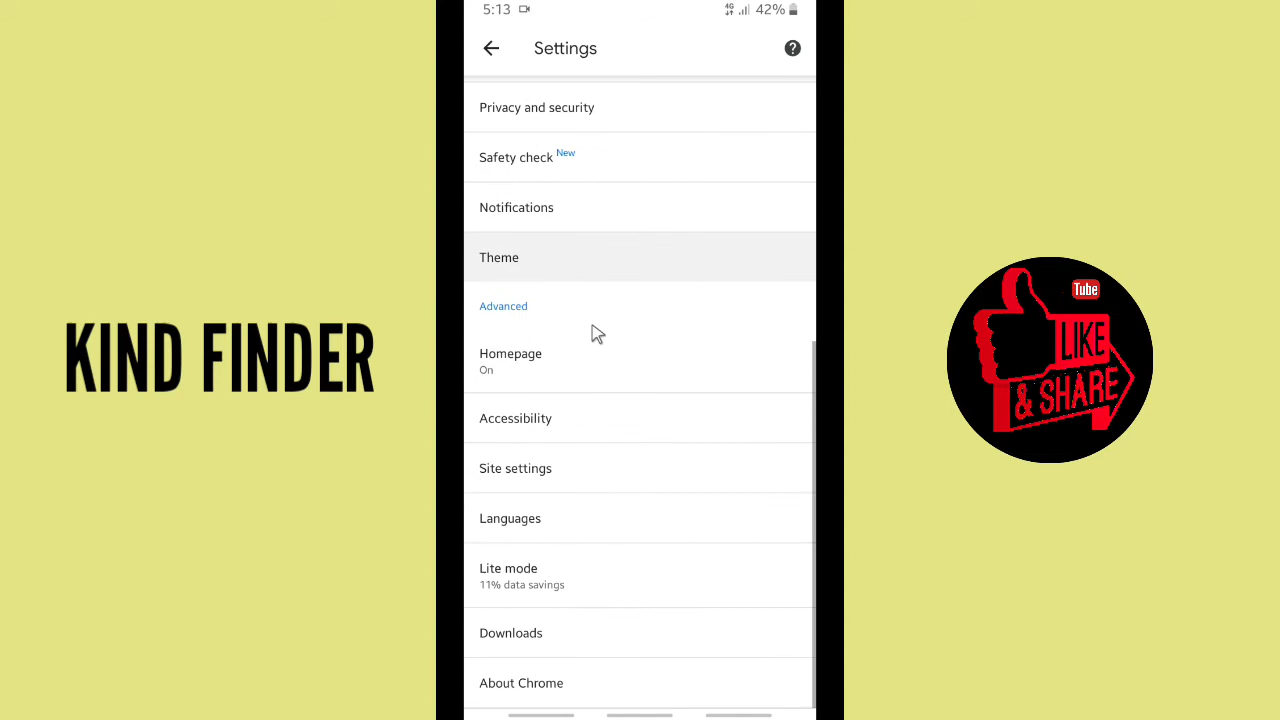 5:13
4G
42%
Settings
?
Privacy and security
Safety check New
Notifications
Theme
Advanced
Homepage
On
Accessibility
Site settings
Languages
Lite mode
11% data savings
Downloads
About Chrome
KIND FINDER
Tube
LIKE
& SHARE